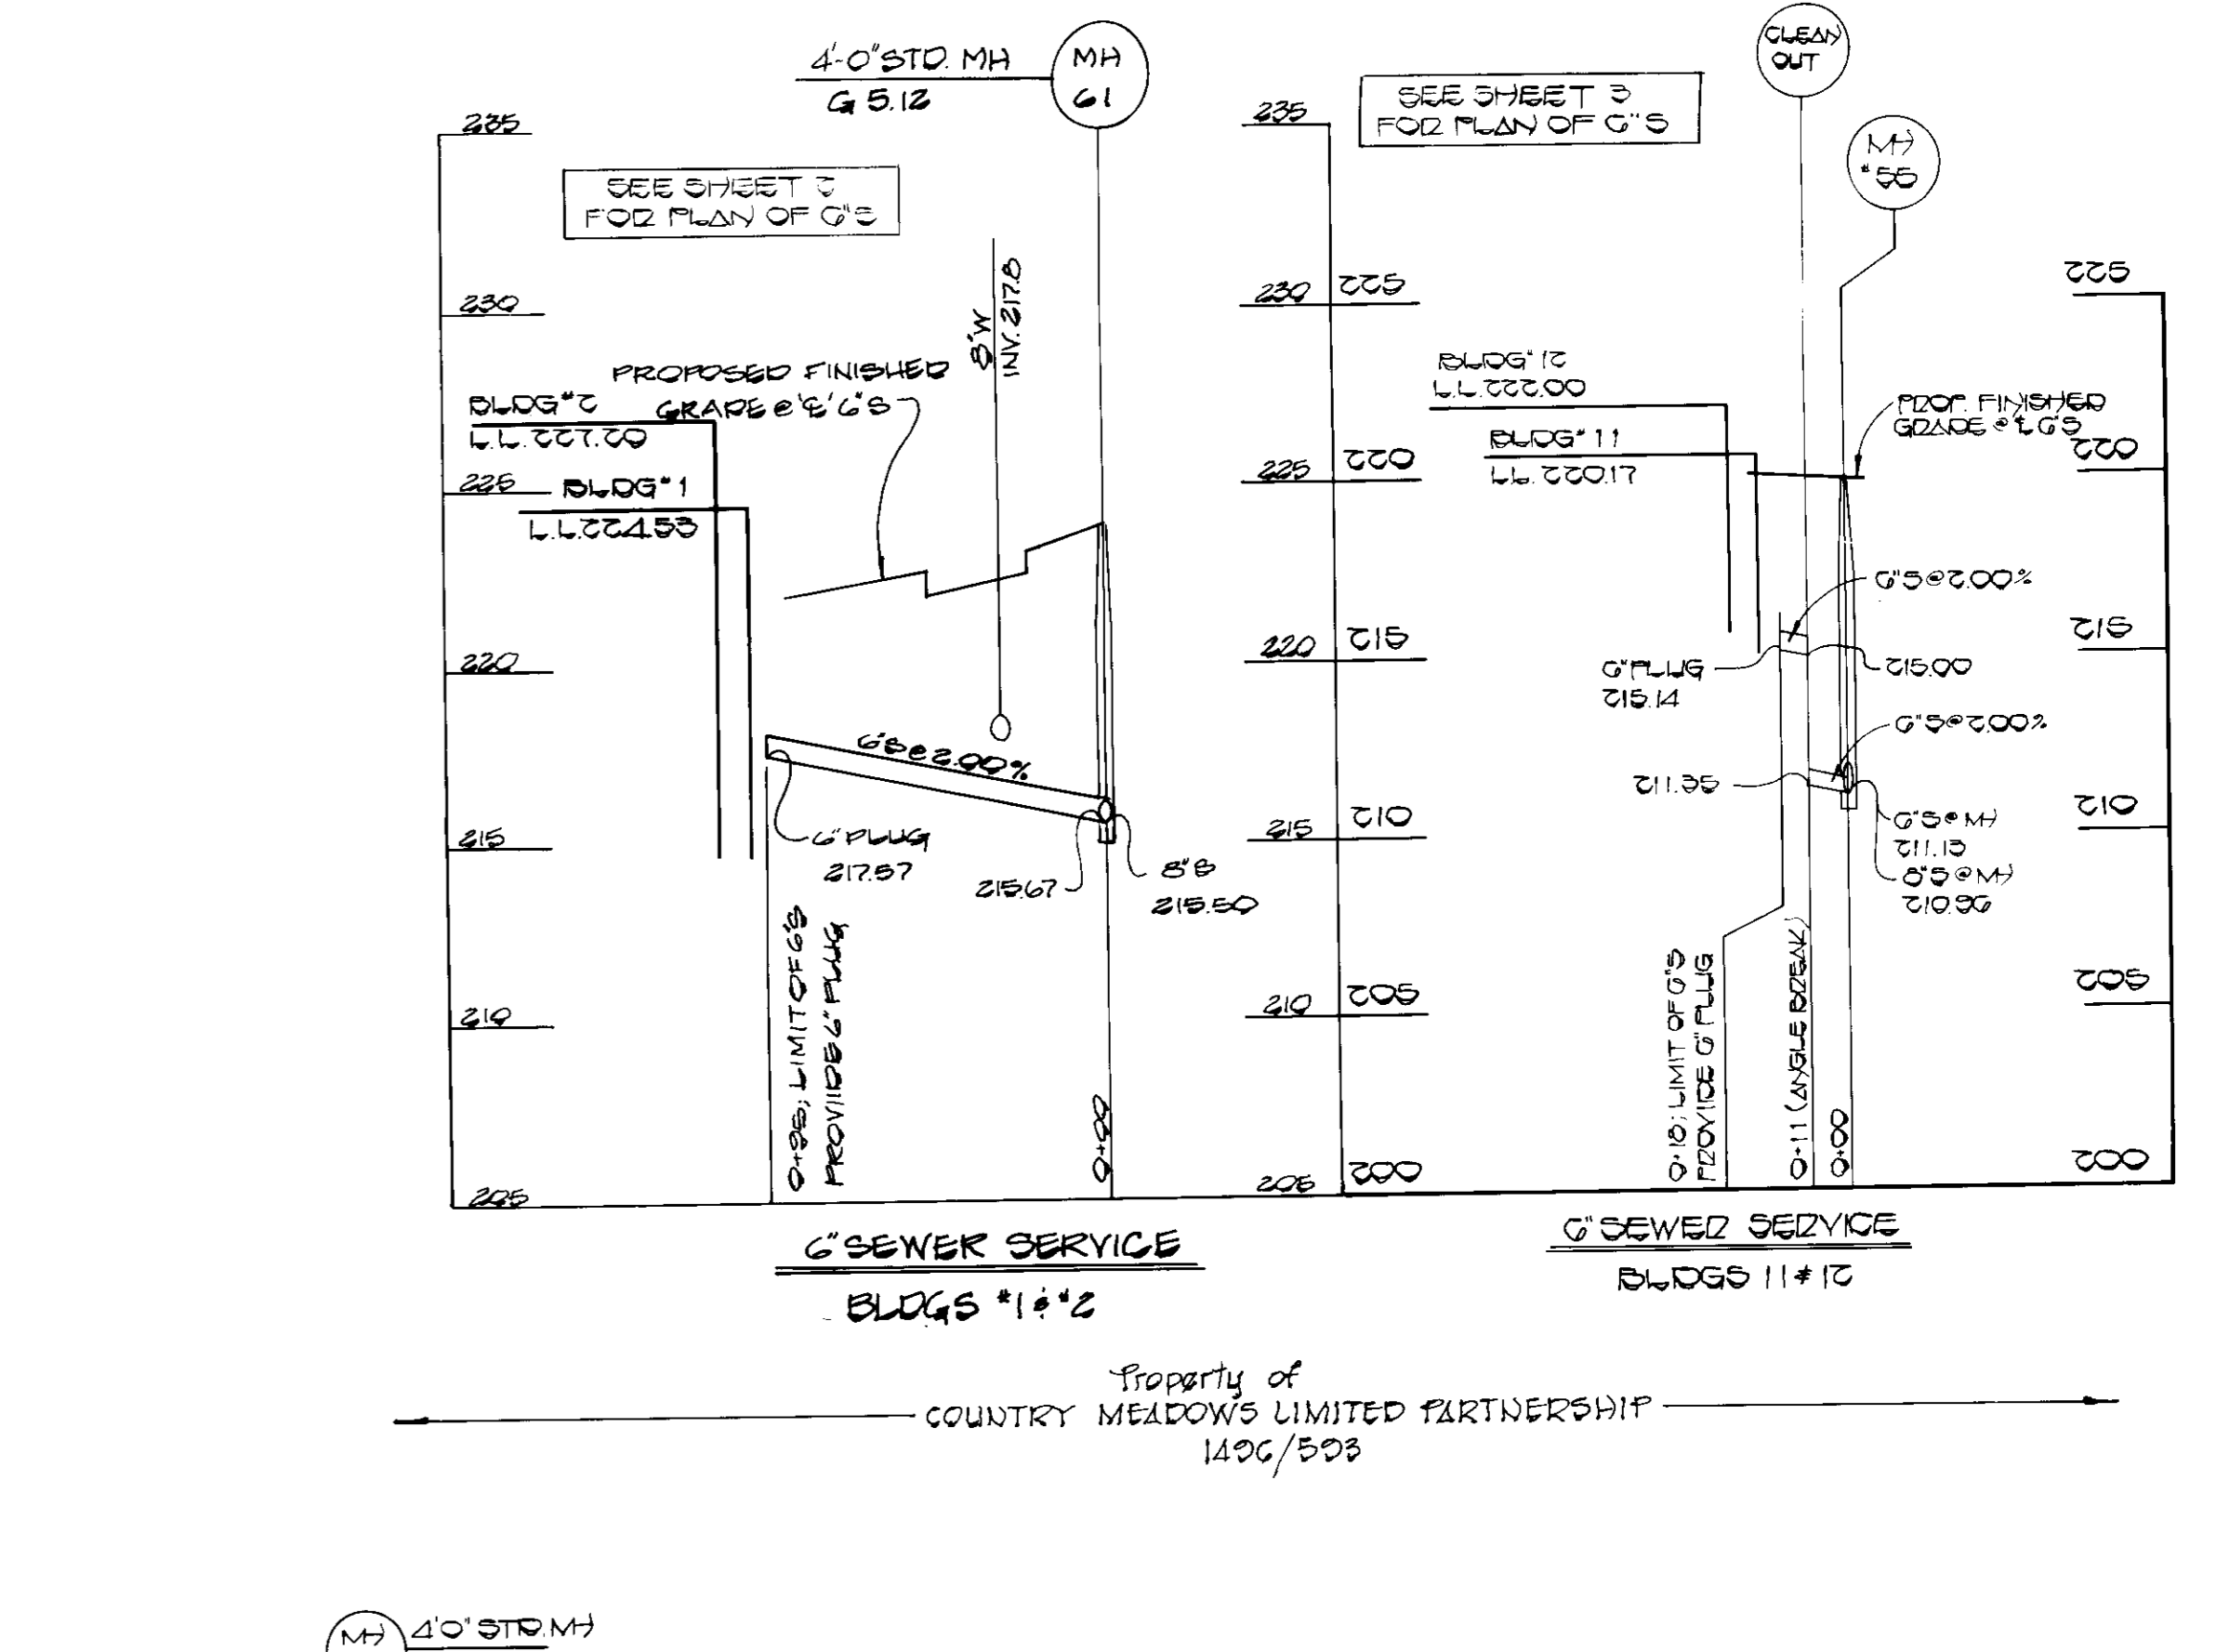 4'-0" STD. MH
G 5.12
MH
61
SEE SHEET 3
FOR PLAN OF 6"S
235
230
225
220
215
210
205
8"W
INV. 217.8
PROPOSED FINISHED
GRADE @ ℄ 6"S
BLDG #2
L.L. 227.20
BLDG #1
L.L. 224.53
6"S @ 2.00%
6" PLUG
217.57
215.67
8"S
215.50
0+95; LIMIT OF 6"S
PROVIDE 6" PLUG
0+00
6" SEWER SERVICE
BLDGS #1 & #2
CLEAN
OUT
SEE SHEET 3
FOR PLAN OF 6"S
MH
#55
235
230
225
220
215
210
205
225
220
215
210
205
200
BLDG #12
L.L. 222.00
BLDG #11
L.L. 220.17
PROP. FINISHED
GRADE @ ℄ 6"S
6"S @ 2.00%
6" PLUG
215.14
215.00
6"S @ 2.00%
211.35
6"S @ MH
211.13
8"S @ MH
210.96
0+18; LIMIT OF 6"S
PROVIDE 6" PLUG
0+11 (ANGLE BREAK)
0+00
225
220
215
210
205
200
6" SEWER SERVICE
BLDGS 11 & 12
Property of
COUNTRY MEADOWS LIMITED PARTNERSHIP
1496/593
MH
4'0" STD. MH